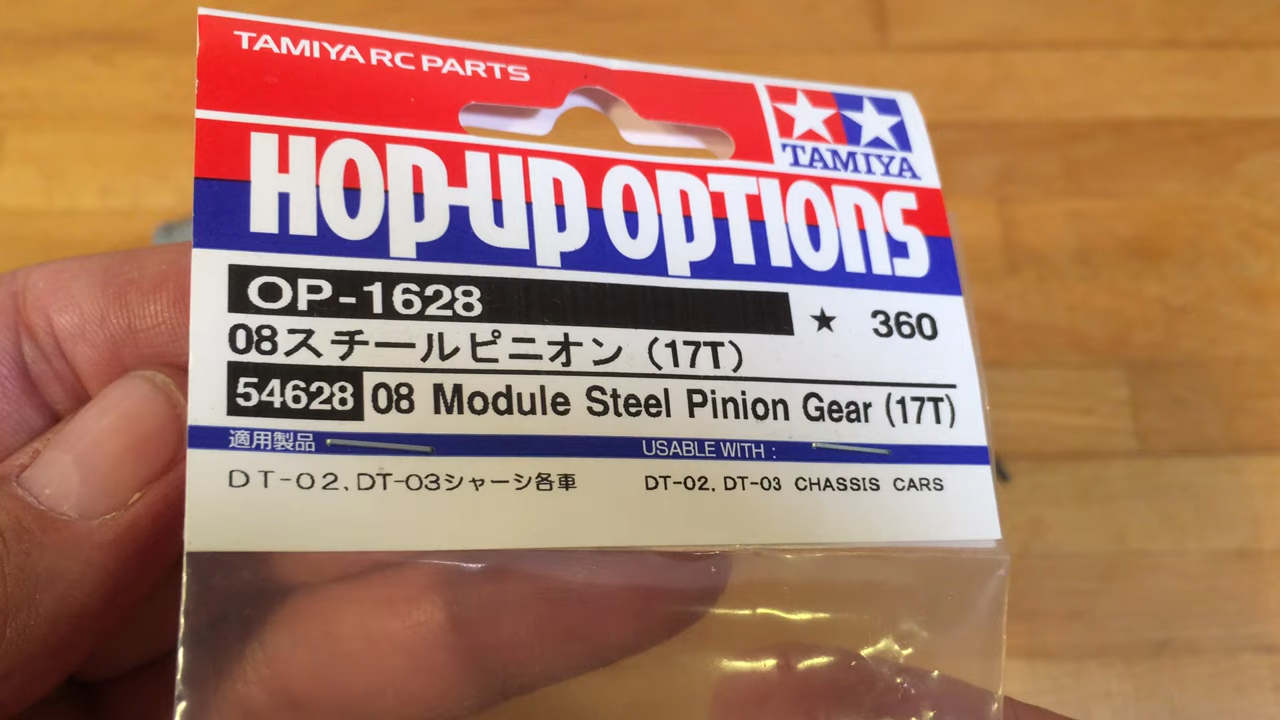 TAMIYA RC PARTS
TAMIYA
HOP-UP OPTIONS
OP-1628
★ 360
08スチールピニオン（17T）
54628 08 Module Steel Pinion Gear (17T)
適用製品 USABLE WITH :
DT-02, DT-03シャーシ各車 DT-02, DT-03 CHASSIS CARS